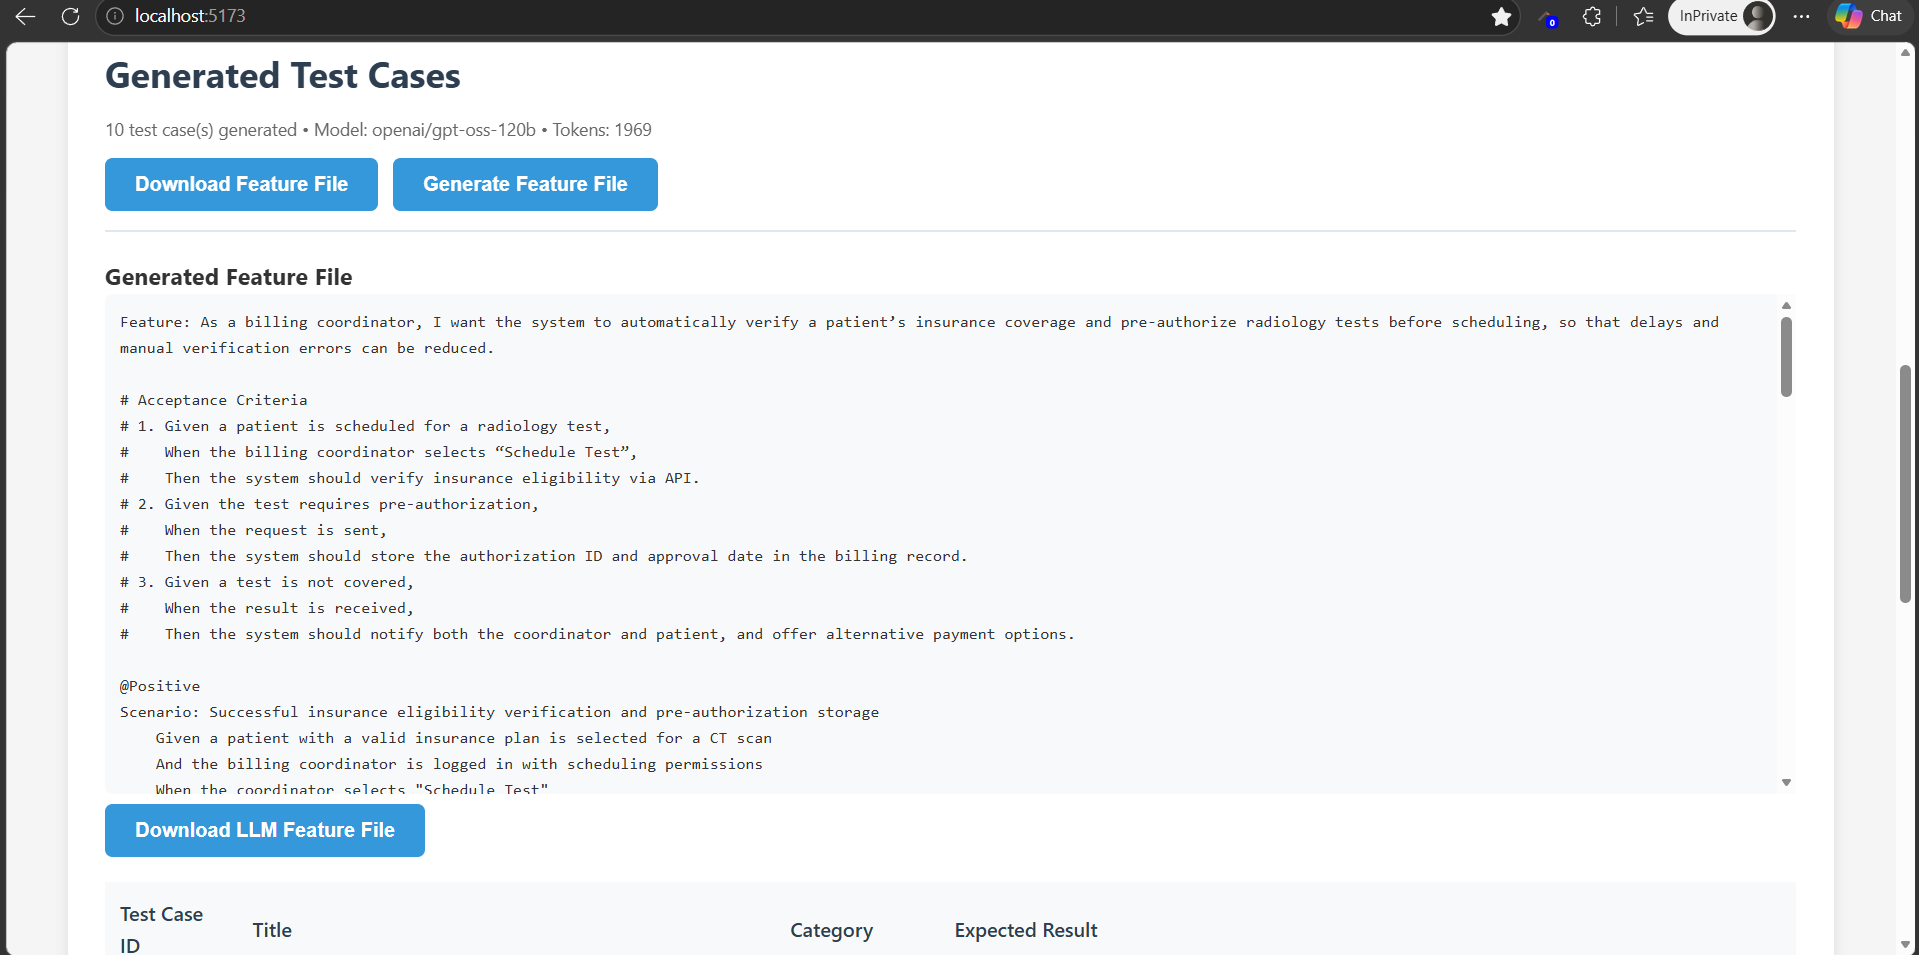 localhost:5173
0
InPrivate
Chat
Generated Test Cases
10 test case(s) generated • Model: openai/gpt-oss-120b • Tokens: 1969
Download Feature File
Generate Feature File
Generated Feature File
Feature: As a billing coordinator, I want the system to automatically verify a patient’s insurance coverage and pre-authorize radiology tests before scheduling, so that delays and
manual verification errors can be reduced.
# Acceptance Criteria
# 1. Given a patient is scheduled for a radiology test,
#    When the billing coordinator selects “Schedule Test”,
#    Then the system should verify insurance eligibility via API.
# 2. Given the test requires pre-authorization,
#    When the request is sent,
#    Then the system should store the authorization ID and approval date in the billing record.
# 3. Given a test is not covered,
#    When the result is received,
#    Then the system should notify both the coordinator and patient, and offer alternative payment options.
@Positive
Scenario: Successful insurance eligibility verification and pre-authorization storage
    Given a patient with a valid insurance plan is selected for a CT scan
    And the billing coordinator is logged in with scheduling permissions
    When the coordinator selects "Schedule Test"
Download LLM Feature File
Test Case
ID
Title
Category
Expected Result